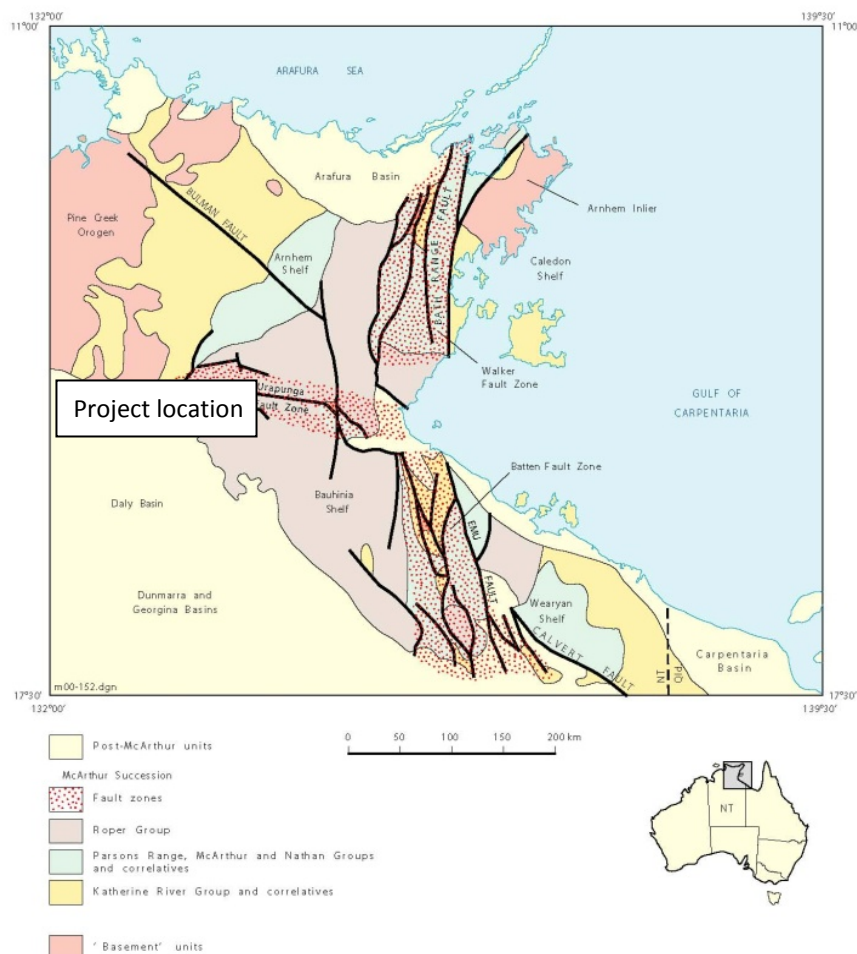 132°00'
139°30'
11°00'
11°00'
ARAFURA SEA
Arafura Basin
BULMAN FAULT
Pine Creek
Orogen
Arnhem
Shelf
BATH RANGE FAULT
Arnhem Inlier
Caledon
Shelf
Walker
Fault Zone
Urapunga
Fault Zone
Project location
GULF OF
CARPENTARIA
Batten Fault Zone
Daly Basin
Bauhinia
Shelf
EMU FAULT
Dunmarra and
Georgina Basins
Wearyan
Shelf
CALVERT FAULT
Carpentaria
Basin
NT
QLD
m00-152.dgn
17°30'
17°30'
132°00'
139°30'
Post-McArthur units
McArthur Succession
Fault zones
Roper Group
Parsons Range, McArthur and Nathan Groups
and correlatives
Katherine River Group and correlatives
'Basement' units
0 50 100 150 200 km
NT